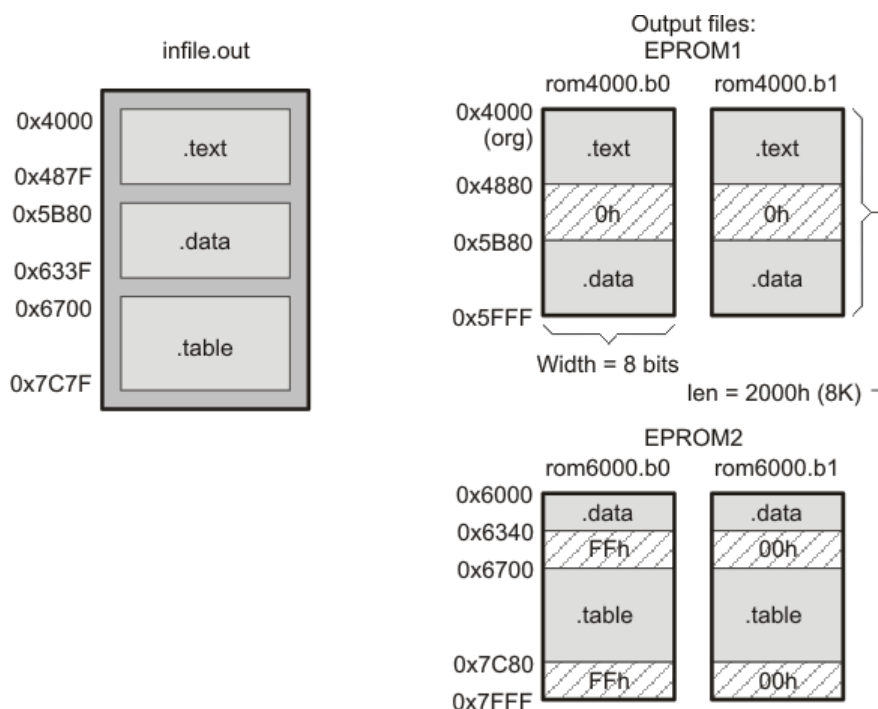 infile.out
0x4000
.text
0x487F
0x5B80
.data
0x633F
0x6700
.table
0x7C7F
Output files:
EPROM1
rom4000.b0 rom4000.b1
0x4000
(org)
.text .text
0x4880
0h 0h
0x5B80
.data .data
0x5FFF
Width = 8 bits
len = 2000h (8K)
EPROM2
rom6000.b0 rom6000.b1
0x6000
.data .data
0x6340
FFh 00h
0x6700
.table .table
0x7C80
FFh 00h
0x7FFF